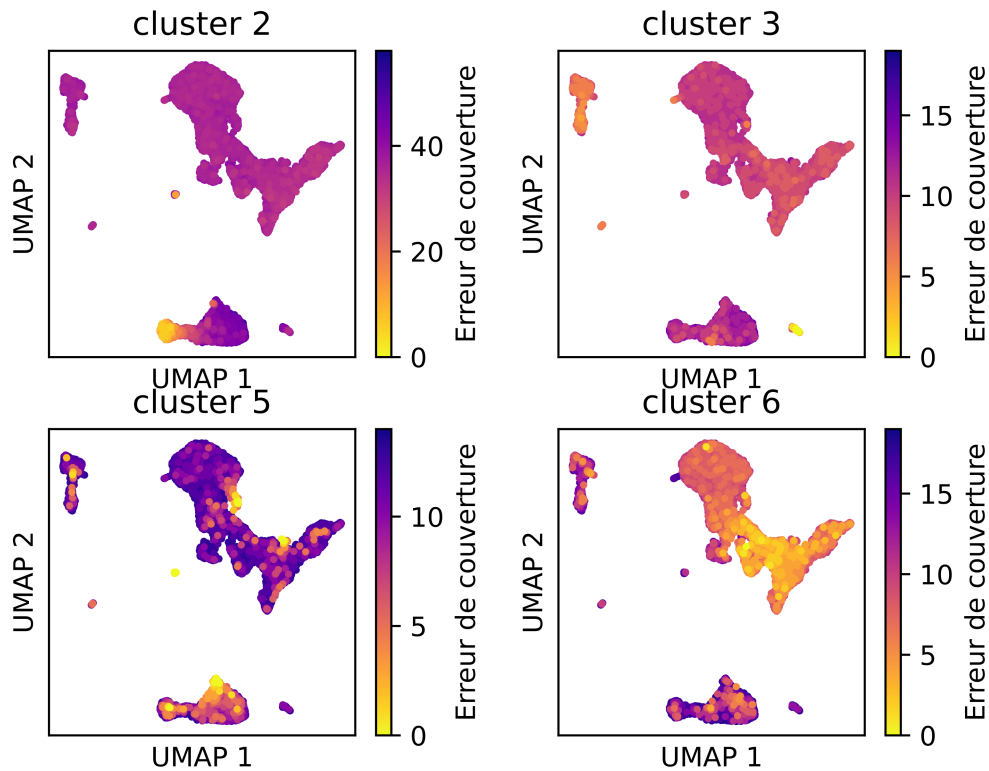 cluster 2
UMAP 2
UMAP 1
40
20
0
Erreur de couverture
cluster 3
UMAP 2
UMAP 1
15
10
5
0
Erreur de couverture
cluster 5
UMAP 2
UMAP 1
10
5
0
Erreur de couverture
cluster 6
UMAP 2
UMAP 1
15
10
5
0
Erreur de couverture